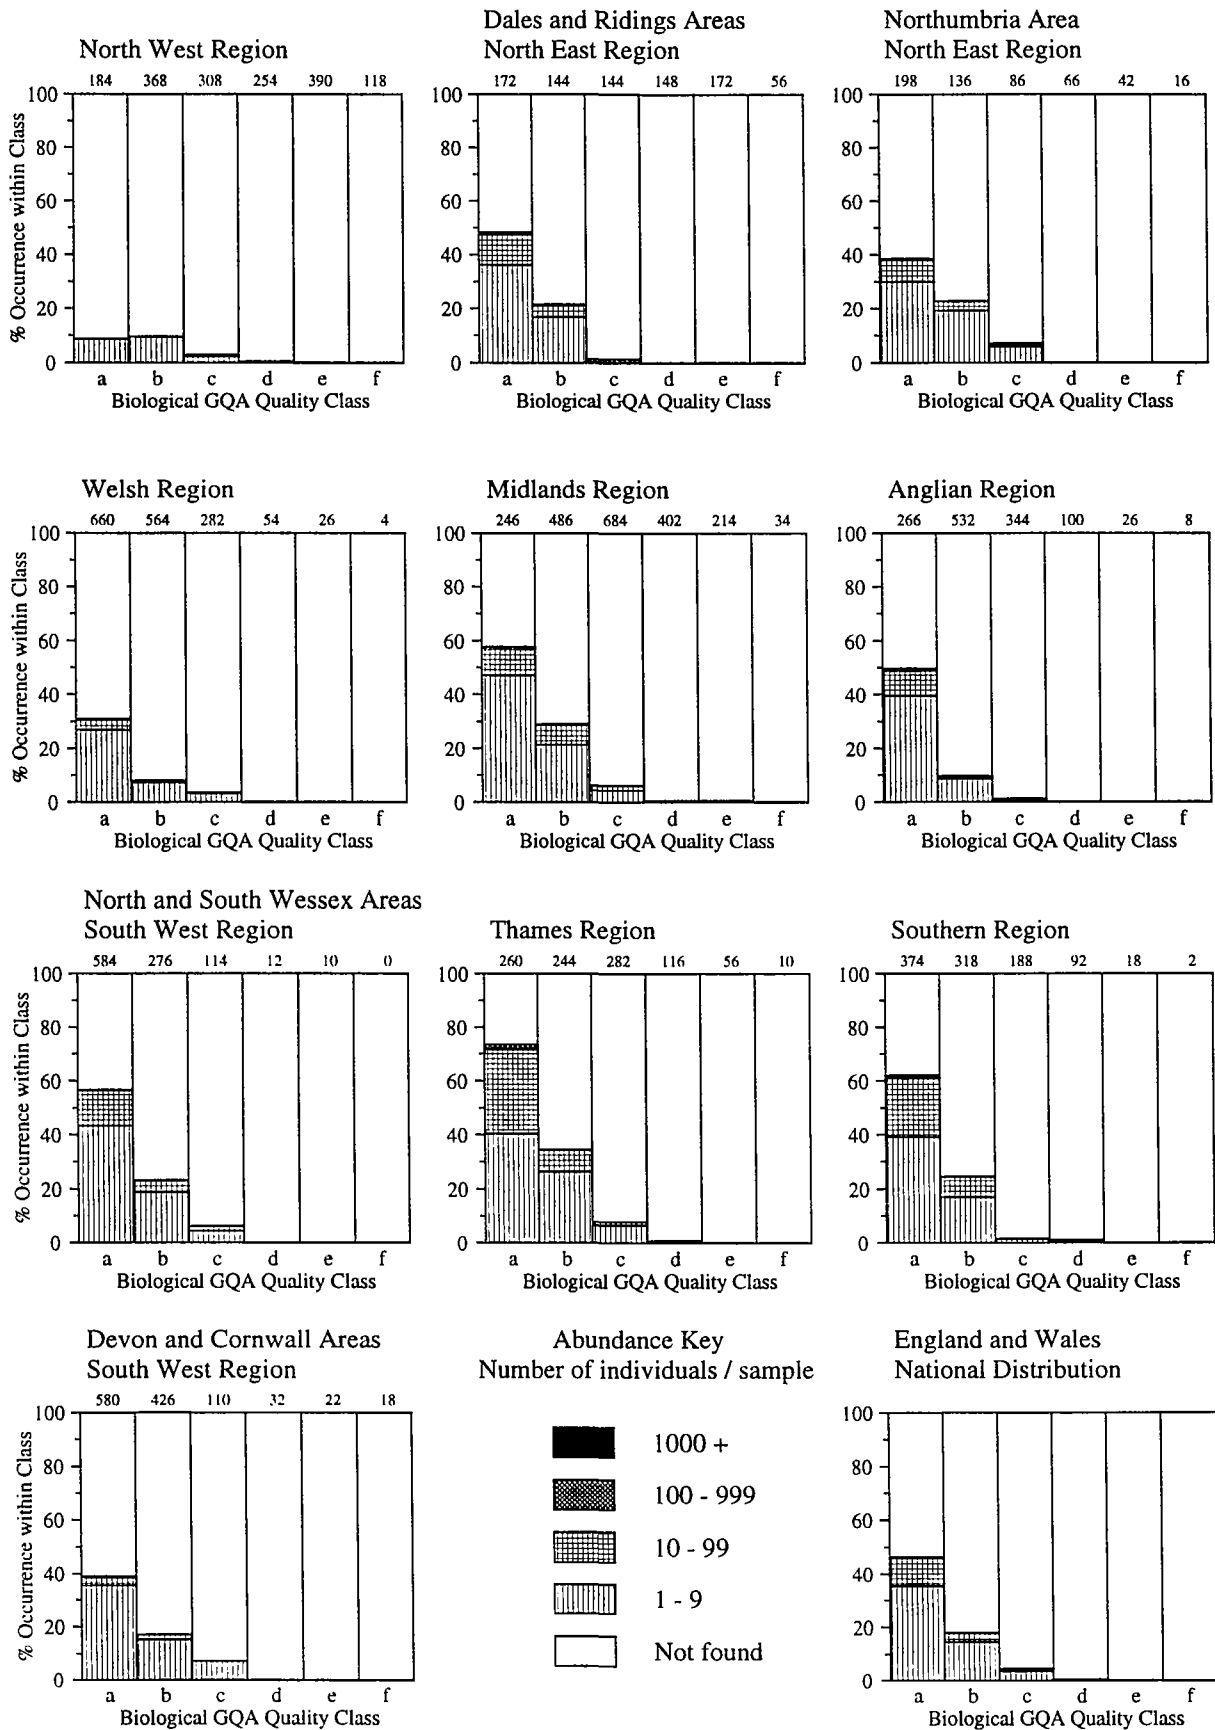 North West Region
184 368 308 254 390 118
100
80
60
40
20
0
% Occurrence within Class
a b c d e f
Biological GQA Quality Class
Dales and Ridings Areas
North East Region
172 144 144 148 172 56
100
80
60
40
20
0
a b c d e f
Biological GQA Quality Class
Northumbria Area
North East Region
198 136 86 66 42 16
100
80
60
40
20
0
a b c d e f
Biological GQA Quality Class
Welsh Region
660 564 282 54 26 4
100
80
60
40
20
0
% Occurrence within Class
a b c d e f
Biological GQA Quality Class
Midlands Region
246 486 684 402 214 34
100
80
60
40
20
0
a b c d e f
Biological GQA Quality Class
Anglian Region
266 532 344 100 26 8
100
80
60
40
20
0
a b c d e f
Biological GQA Quality Class
North and South Wessex Areas
South West Region
584 276 114 12 10 0
100
80
60
40
20
0
% Occurrence within Class
a b c d e f
Biological GQA Quality Class
Thames Region
260 244 282 116 56 10
100
80
60
40
20
0
a b c d e f
Biological GQA Quality Class
Southern Region
374 318 188 92 18 2
100
80
60
40
20
0
a b c d e f
Biological GQA Quality Class
Devon and Cornwall Areas
South West Region
580 426 110 32 22 18
100
80
60
40
20
0
% Occurrence within Class
a b c d e f
Biological GQA Quality Class
Abundance Key
Number of individuals / sample
1000 +
100 - 999
10 - 99
1 - 9
Not found
England and Wales
National Distribution
100
80
60
40
20
0
a b c d e f
Biological GQA Quality Class